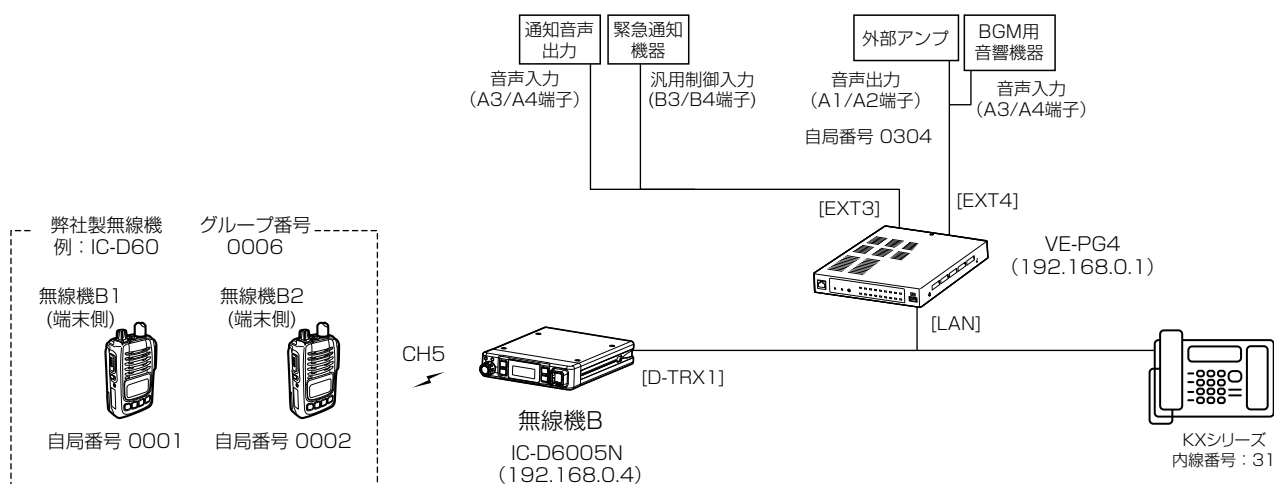 通知音声
出力
緊急通知
機器
外部アンプ
BGM用
音響機器
音声入力
（A3/A4端子）
汎用制御入力
(B3/B4端子）
音声出力
（A1/A2端子）
音声入力
（A3/A4端子）
自局番号 0304
[EXT3]
[EXT4]
VE-PG4
（192.168.0.1）
[LAN]
弊社製無線機
例：IC-D60
グループ番号
0006
無線機B1
(端末側)
無線機B2
(端末側)
自局番号 0001
自局番号 0002
CH5
[D-TRX1]
無線機B
IC-D6005N
（192.168.0.4）
KXシリーズ
内線番号：31